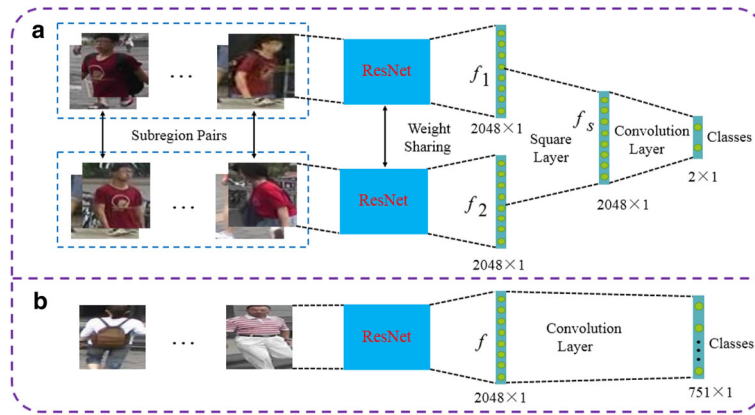 a
ResNet
f1
2048×1
Subregion Pairs
Weight
Sharing
Square
Layer
fs
2048×1
Convolution
Layer
Classes
2×1
ResNet
f2
2048×1
b
ResNet
f
2048×1
Convolution
Layer
Classes
751×1